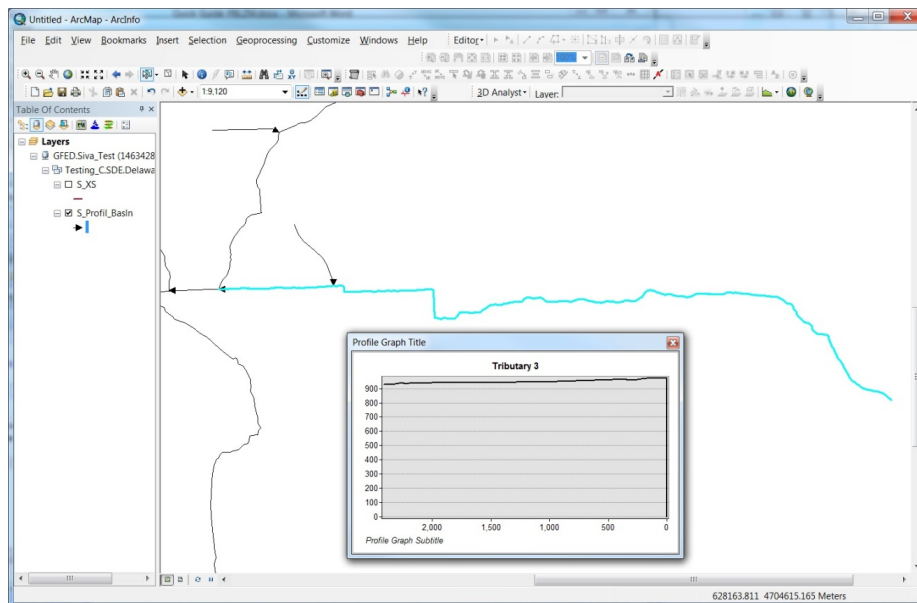 Untitled - ArcMap - ArcInfo
File Edit View Bookmarks Insert Selection Geoprocessing Customize Windows Help Editor
1:9,120 3D Analyst Layer:
Table Of Contents
Layers
GFED.Siva_Test (1463428
Testing_C.SDE.Delawa
S_XS
S_Profil_BasIn
Profile Graph Title
Tributary 3
900
800
700
600
500
400
300
200
100
0
2,000 1,500 1,000 500 0
Profile Graph Subtitle
628163.811 4704615.165 Meters